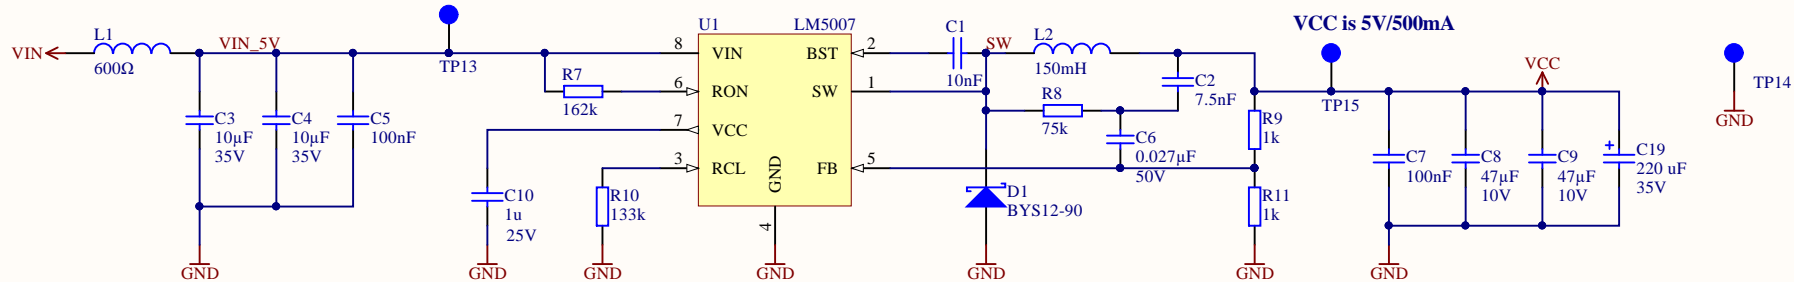 VCC is 5V/500mA
VIN
L1
600Ω
VIN_5V
TP13
C3
10µF
35V
C4
10µF
35V
C5
100nF
GND
R7
162k
C10
1u
25V
GND
R10
133k
GND
U1
LM5007
8
VIN
6
RON
7
VCC
3
RCL
GND
4
BST
2
SW
1
FB
5
GND
C1
10nF
SW
L2
150mH
C2
7.5nF
R8
75k
C6
0.027µF
50V
D1
BYS12-90
GND
R9
1k
R11
1k
GND
TP15
VCC
C7
100nF
C8
47µF
10V
C9
47µF
10V
+
C19
220 uF
35V
GND
TP14
GND